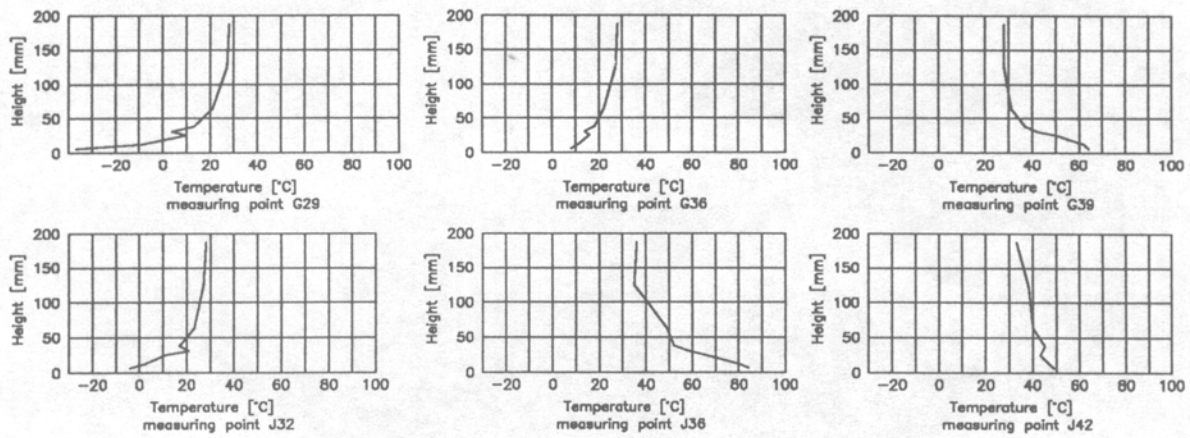 200
150
100
50
0
Height [mm]
−20 0 20 40 60 80 100
Temperature [°C]
measuring point G29
200
150
100
50
0
Height [mm]
−20 0 20 40 60 80 100
Temperature [°C]
measuring point G36
200
150
100
50
0
Height [mm]
−20 0 20 40 60 80 100
Temperature [°C]
measuring point G39
200
150
100
50
0
Height [mm]
−20 0 20 40 60 80 100
Temperature [°C]
measuring point J32
200
150
100
50
0
Height [mm]
−20 0 20 40 60 80 100
Temperature [°C]
measuring point J36
200
150
100
50
0
Height [mm]
−20 0 20 40 60 80 100
Temperature [°C]
measuring point J42